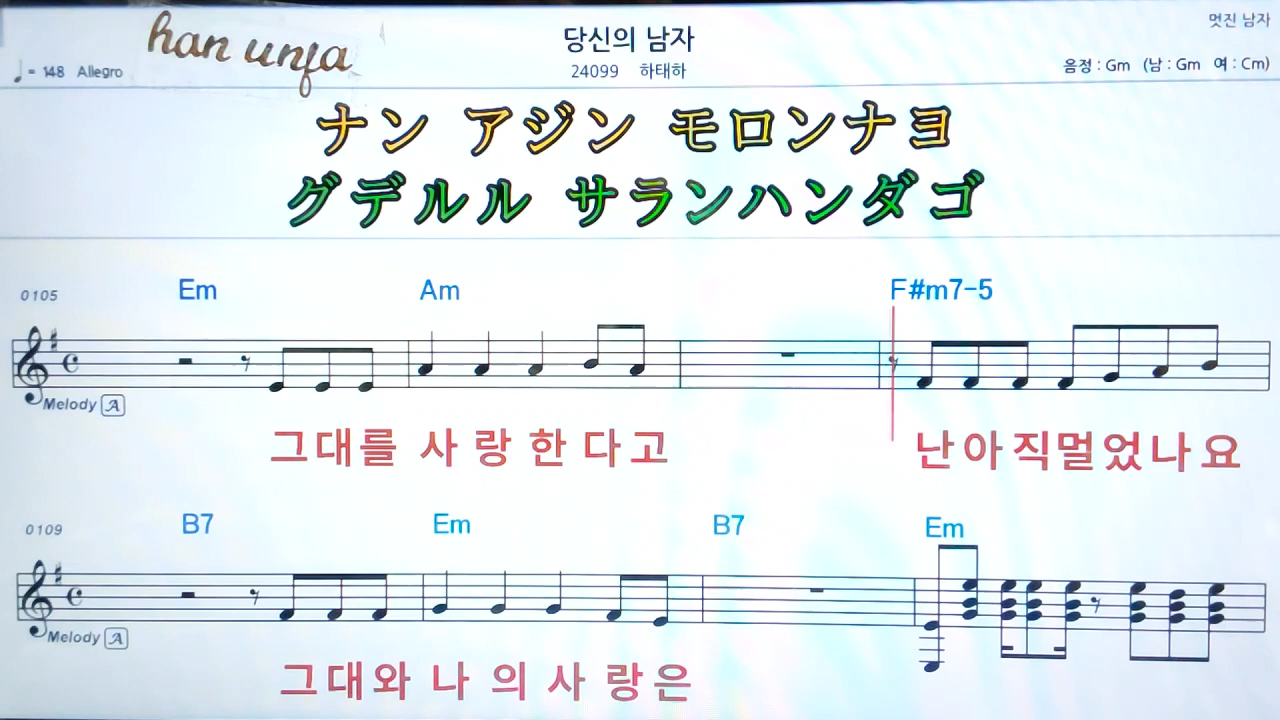 han unja
당신의 남자
멋진 남자
♩= 148 Allegro
24099 하태하
음정 : Gm (남 : Gm 여 : Cm)
ナン アジン モロンナヨ
グデルル サランハンダゴ
0105 Em Am F#m7-5
Melody A
그대를 사랑한다고 난아직멀었나요
0109 B7 Em B7 Em
Melody A
그대와 나의사랑은